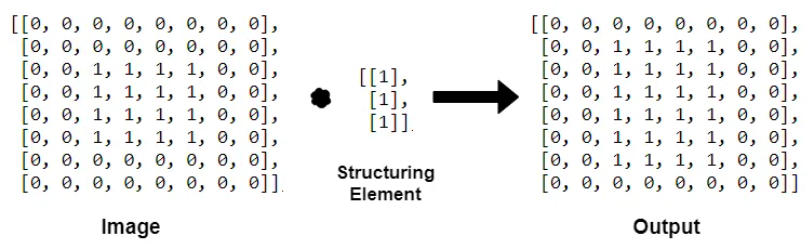 [[0, 0, 0, 0, 0, 0, 0, 0],
[0, 0, 0, 0, 0, 0, 0, 0],
[0, 0, 1, 1, 1, 1, 0, 0],
[0, 0, 1, 1, 1, 1, 0, 0],
[0, 0, 1, 1, 1, 1, 0, 0],
[0, 0, 1, 1, 1, 1, 0, 0],
[0, 0, 0, 0, 0, 0, 0, 0],
[0, 0, 0, 0, 0, 0, 0, 0]]
Image
[[1],
[1],
[1]]
Structuring
Element
[[0, 0, 0, 0, 0, 0, 0, 0],
[0, 0, 1, 1, 1, 1, 0, 0],
[0, 0, 1, 1, 1, 1, 0, 0],
[0, 0, 1, 1, 1, 1, 0, 0],
[0, 0, 1, 1, 1, 1, 0, 0],
[0, 0, 1, 1, 1, 1, 0, 0],
[0, 0, 1, 1, 1, 1, 0, 0],
[0, 0, 0, 0, 0, 0, 0, 0]]
Output